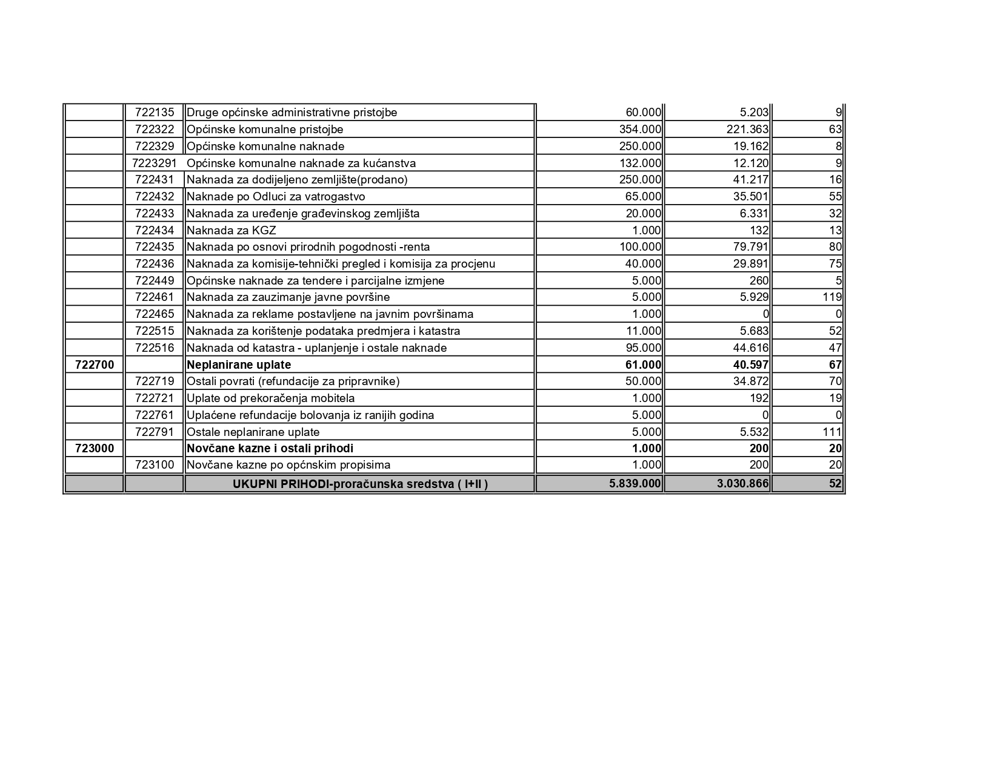 722135 Druge općinske administrativne pristojbe 60.000 5.203 9
722322 Općinske komunalne pristojbe 354.000 221.363 63
722329 Općinske komunalne naknade 250.000 19.162 8
7223291 Općinske komunalne naknade za kućanstva 132.000 12.120 9
722431 Naknada za dodijeljeno zemljište(prodano) 250.000 41.217 16
722432 Naknade po Odluci za vatrogastvo 65.000 35.501 55
722433 Naknada za uređenje građevinskog zemljišta 20.000 6.331 32
722434 Naknada za KGZ 1.000 132 13
722435 Naknada po osnovi prirodnih pogodnosti -renta 100.000 79.791 80
722436 Naknada za komisije-tehnički pregled i komisija za procjenu 40.000 29.891 75
722449 Općinske naknade za tendere i parcijalne izmjene 5.000 260 5
722461 Naknada za zauzimanje javne površine 5.000 5.929 119
722465 Naknada za reklame postavljene na javnim površinama 1.000 0 0
722515 Naknada za korištenje podataka predmjera i katastra 11.000 5.683 52
722516 Naknada od katastra - uplanjenje i ostale naknade 95.000 44.616 47
722700 Neplanirane uplate 61.000 40.597 67
722719 Ostali povrati (refundacije za pripravnike) 50.000 34.872 70
722721 Uplate od prekoračenja mobitela 1.000 192 19
722761 Uplaćene refundacije bolovanja iz ranijih godina 5.000 0 0
722791 Ostale neplanirane uplate 5.000 5.532 111
723000 Novčane kazne i ostali prihodi 1.000 200 20
723100 Novčane kazne po općnskim propisima 1.000 200 20
UKUPNI PRIHODI-proračunska sredstva ( I+II ) 5.839.000 3.030.866 52